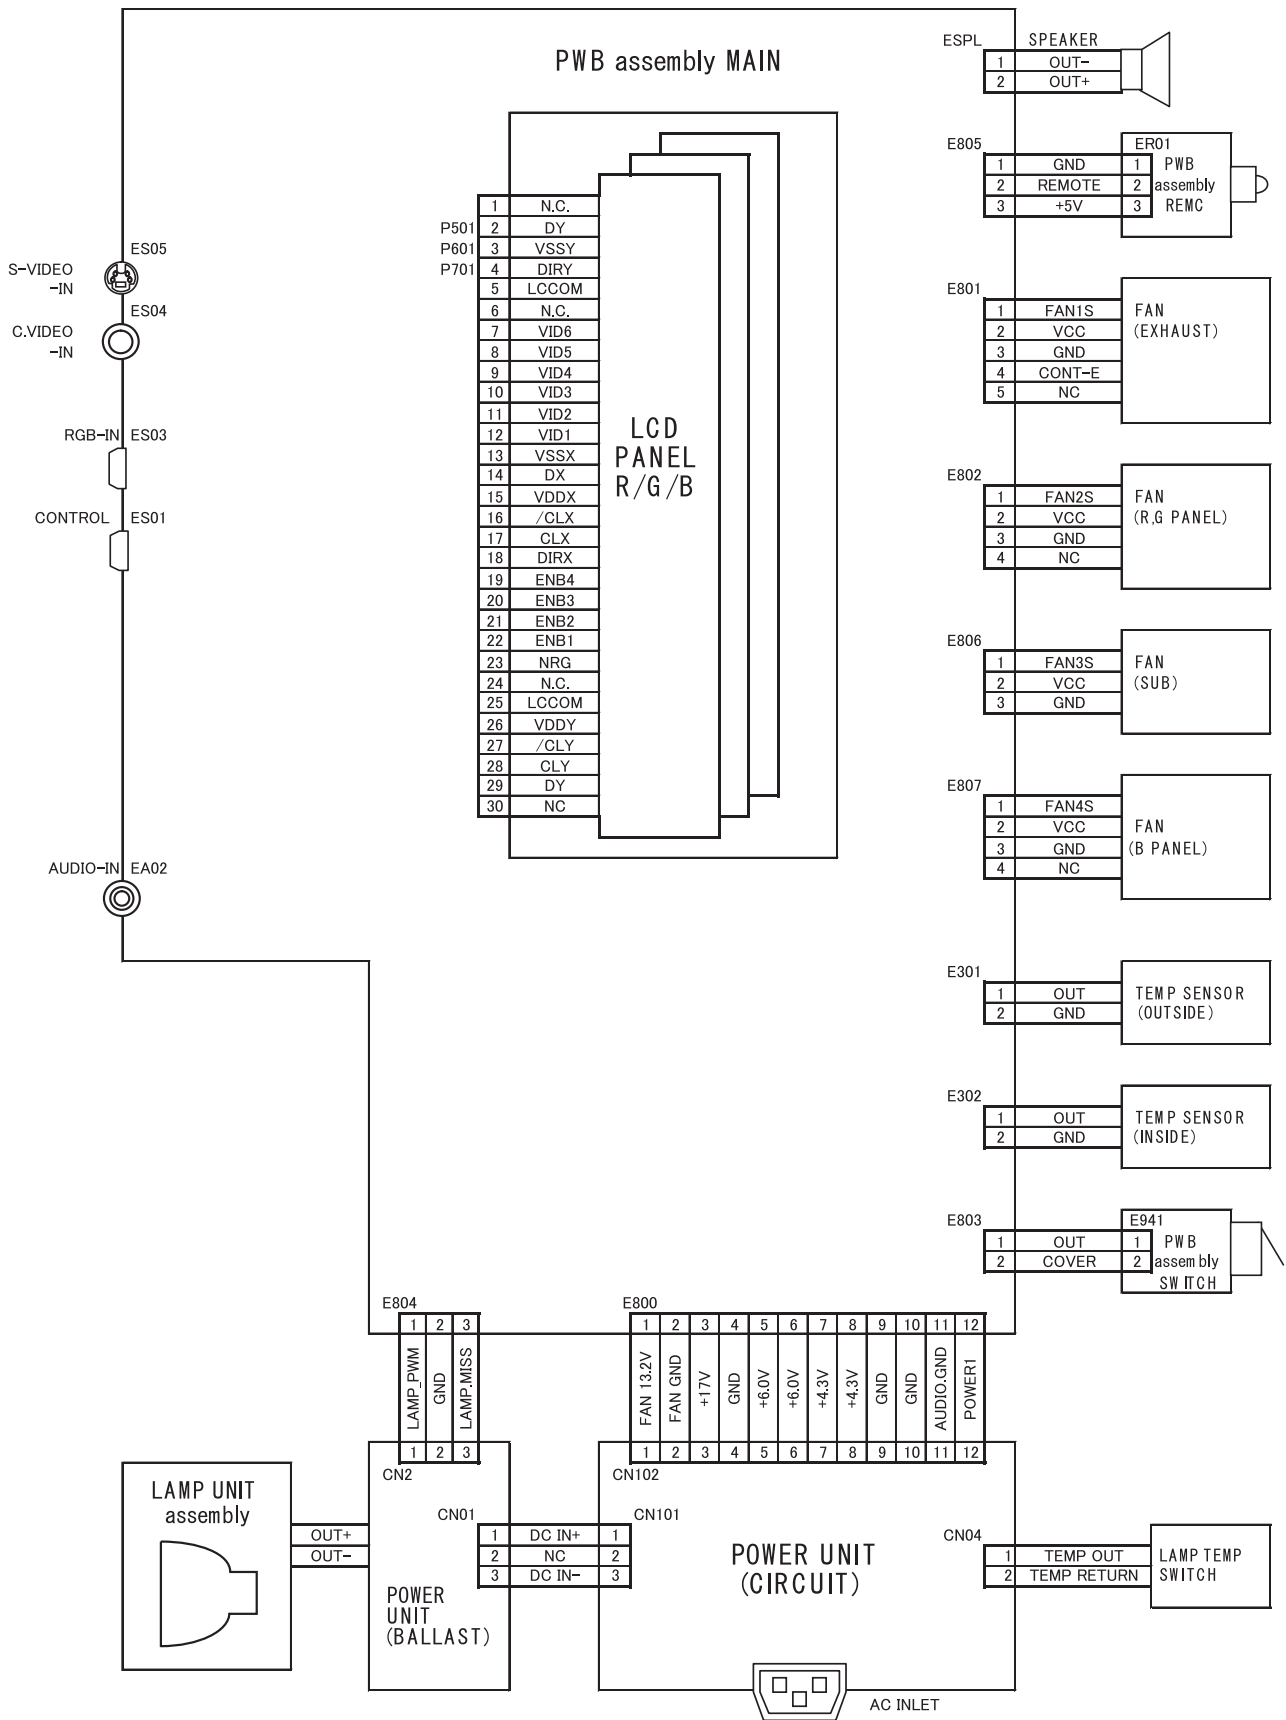 PWB assembly MAIN
ESPL SPEAKER
1 OUT-
2 OUT+
E805 ER01
1 GND 1 PWB
2 REMOTE 2 assembly
3 +5V 3 REMC
E801
1 FAN1S FAN
2 VCC (EXHAUST)
3 GND
4 CONT-E
5 NC
E802
1 FAN2S FAN
2 VCC (R,G PANEL)
3 GND
4 NC
E806
1 FAN3S FAN
2 VCC (SUB)
3 GND
E807
1 FAN4S
2 VCC FAN
3 GND (B PANEL)
4 NC
E301
1 OUT TEMP SENSOR
2 GND (OUTSIDE)
E302
1 OUT TEMP SENSOR
2 GND (INSIDE)
E803 E941
1 OUT 1 PWB
2 COVER 2 assembly
SWITCH
S-VIDEO ES05
-IN
C.VIDEO ES04
-IN
RGB-IN ES03
CONTROL ES01
AUDIO-IN EA02
1 N.C.
P501 2 DY
P601 3 VSSY
P701 4 DIRY
5 LCCOM
6 N.C.
7 VID6
8 VID5
9 VID4
10 VID3
11 VID2
12 VID1
13 VSSX
14 DX
15 VDDX
16 /CLX
17 CLX
18 DIRX
19 ENB4
20 ENB3
21 ENB2
22 ENB1
23 NRG
24 N.C.
25 LCCOM
26 VDDY
27 /CLY
28 CLY
29 DY
30 NC
LCD
PANEL
R/G/B
E804
1 2 3
LAMP_PWM
GND
LAMP.MISS
1 2 3
CN2
E800
1 2 3 4 5 6 7 8 9 10 11 12
FAN 13.2V
FAN GND
+17V
GND
+6.0V
+6.0V
+4.3V
+4.3V
GND
GND
AUDIO.GND
POWER1
1 2 3 4 5 6 7 8 9 10 11 12
CN102
LAMP UNIT
assembly
OUT+
OUT-
CN01 CN101
1 DC IN+ 1
2 NC 2
3 DC IN- 3
POWER
UNIT
(BALLAST)
POWER UNIT
(CIRCUIT)
CN04
1 TEMP OUT LAMP TEMP
2 TEMP RETURN SWITCH
AC INLET